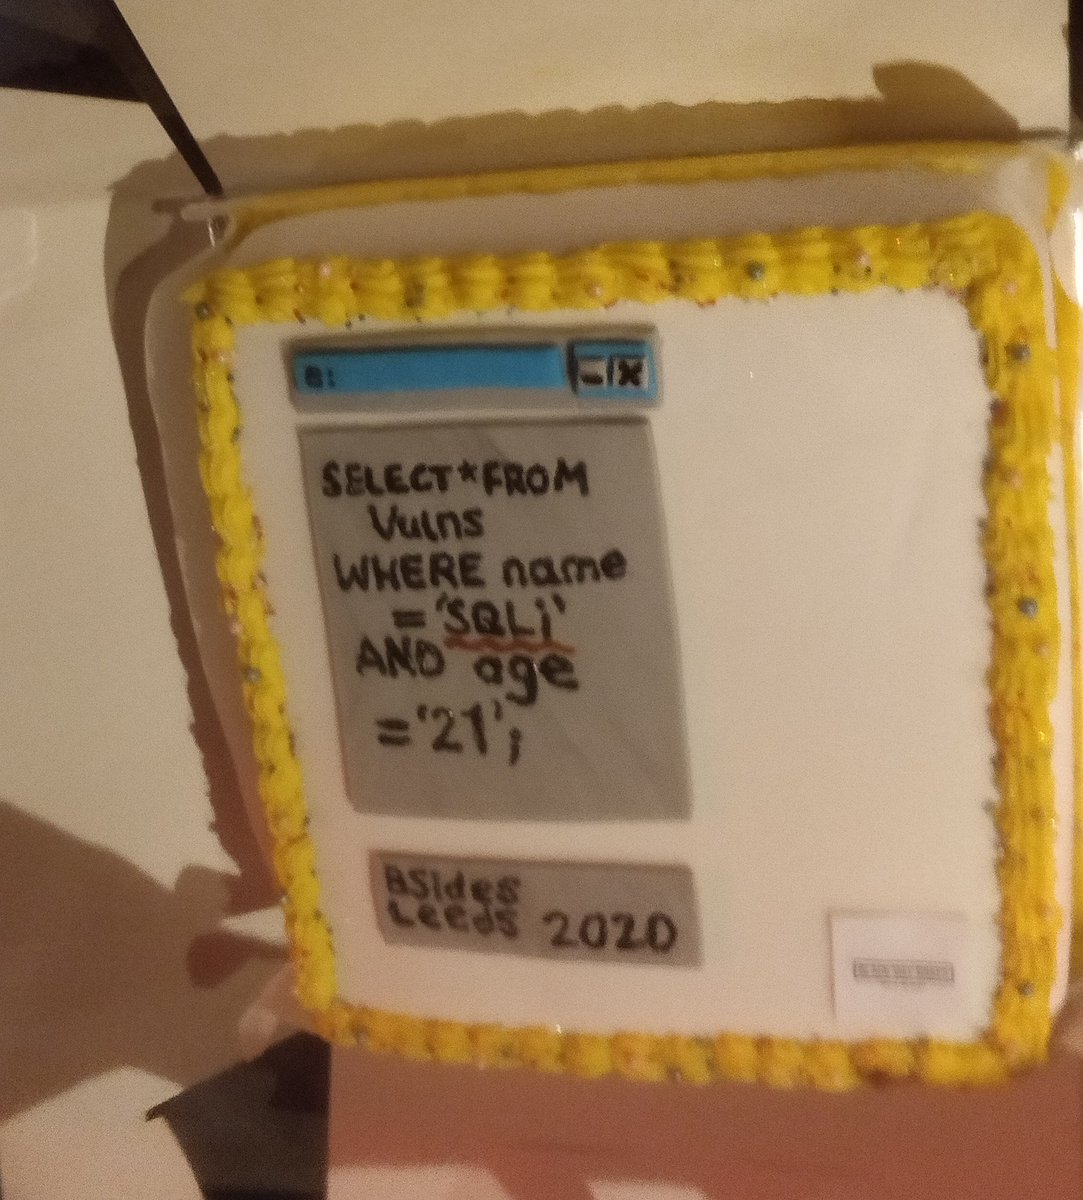 SELECT*FROM
Vulns
WHERE name
='SQLi'
AND age
='21';
BSides
Leeds 2020